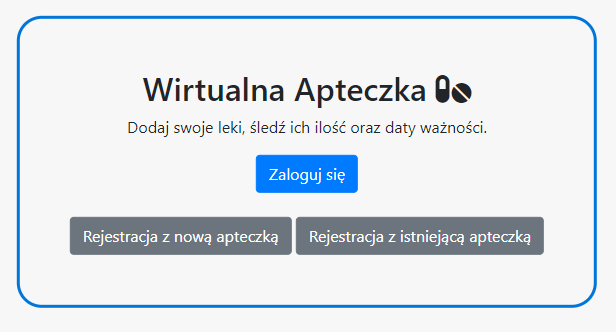 Wirtualna Apteczka
Dodaj swoje leki, śledź ich ilość oraz daty ważności.
Zaloguj się
Rejestracja z nową apteczką Rejestracja z istniejącą apteczką